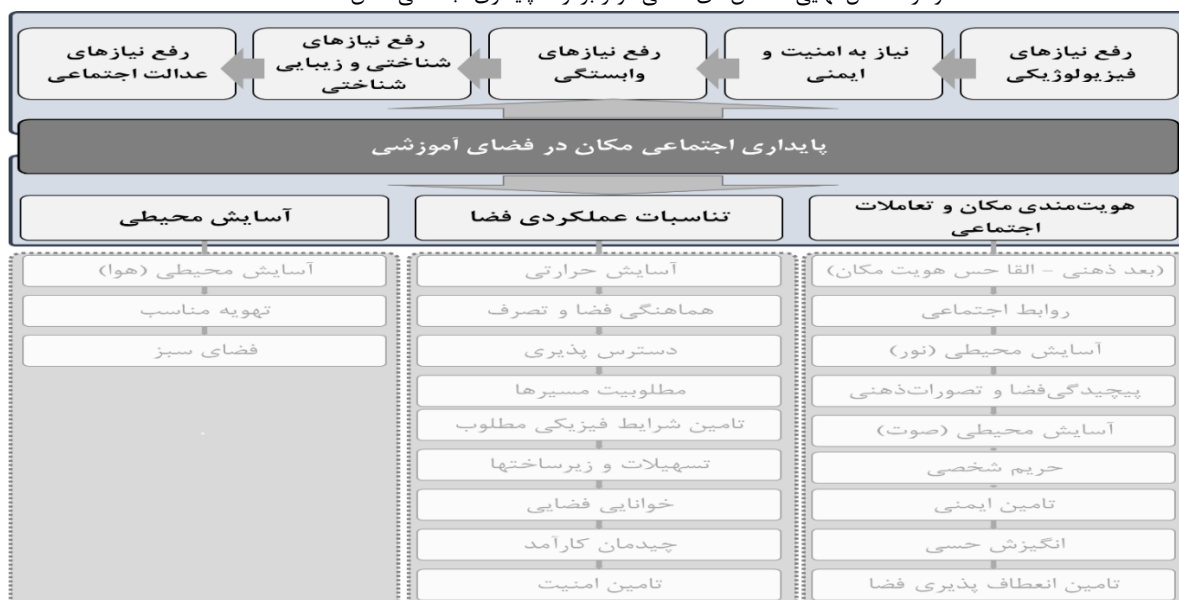 رفع نیازهای
فیزیولوژیکی
نیاز به امنیت و
ایمنی
رفع نیازهای
وابستگی
رفع نیازهای
شناختی و زیبایی
شناختی
رفع نیازهای
عدالت اجتماعی
پایداری اجتماعی مکان در فضای آموزشی
هویت‌مندی مکان و تعاملات
اجتماعی
(بعد ذهنی - القا حس هویت مکان)
روابط اجتماعی
آسایش محیطی (نور)
پیچیدگی‌فضا و تصورات‌ذهنی
آسایش محیطی (صوت)
حریم شخصی
تامین ایمنی
انگیزش حسی
تامین انعطاف پذیری فضا
تناسبات عملکردی فضا
آسایش حرارتی
هماهنگی فضا و تصرف
دسترس پذیری
مطلوبیت مسیرها
تامین شرایط فیزیکی مطلوب
تسهیلات و زیرساختها
خوانایی فضایی
چیدمان کارآمد
تامین امنیت
آسایش محیطی
آسایش محیطی (هوا)
تهویه مناسب
فضای سبز